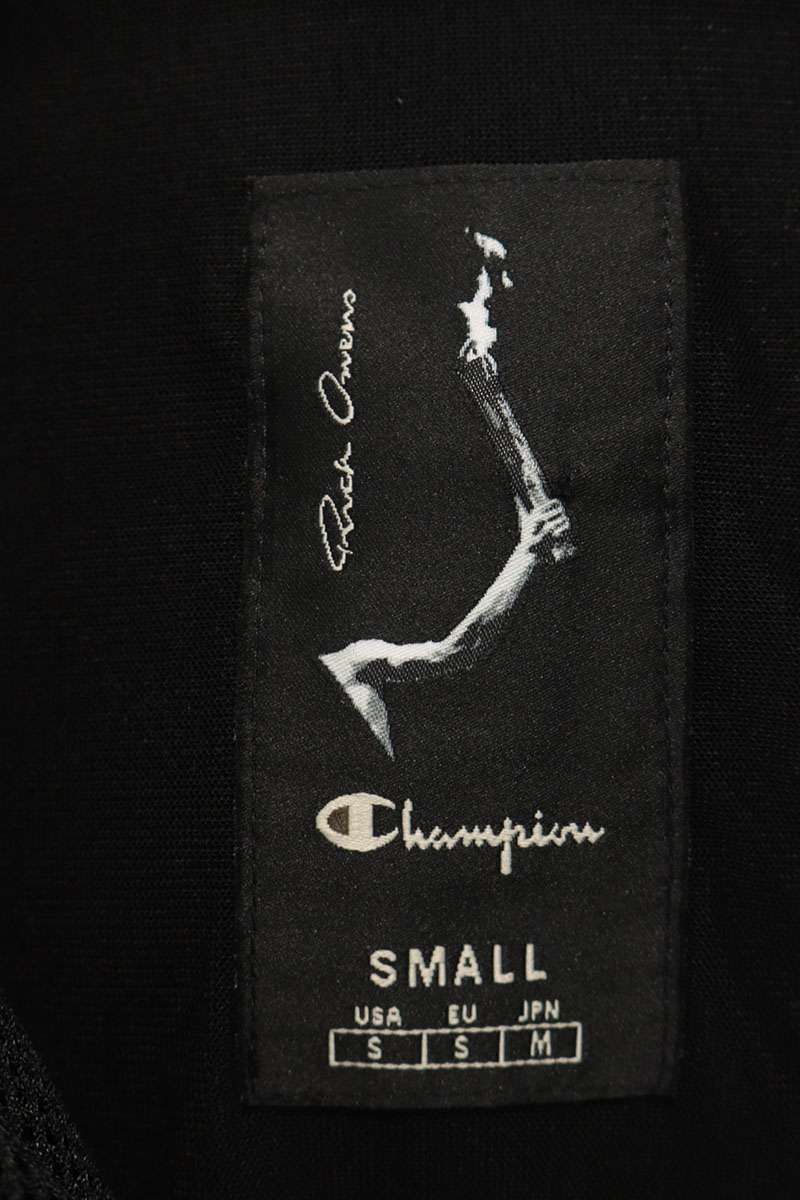 Rick Owens
Champion
SMALL
USA EU JPN
S S M